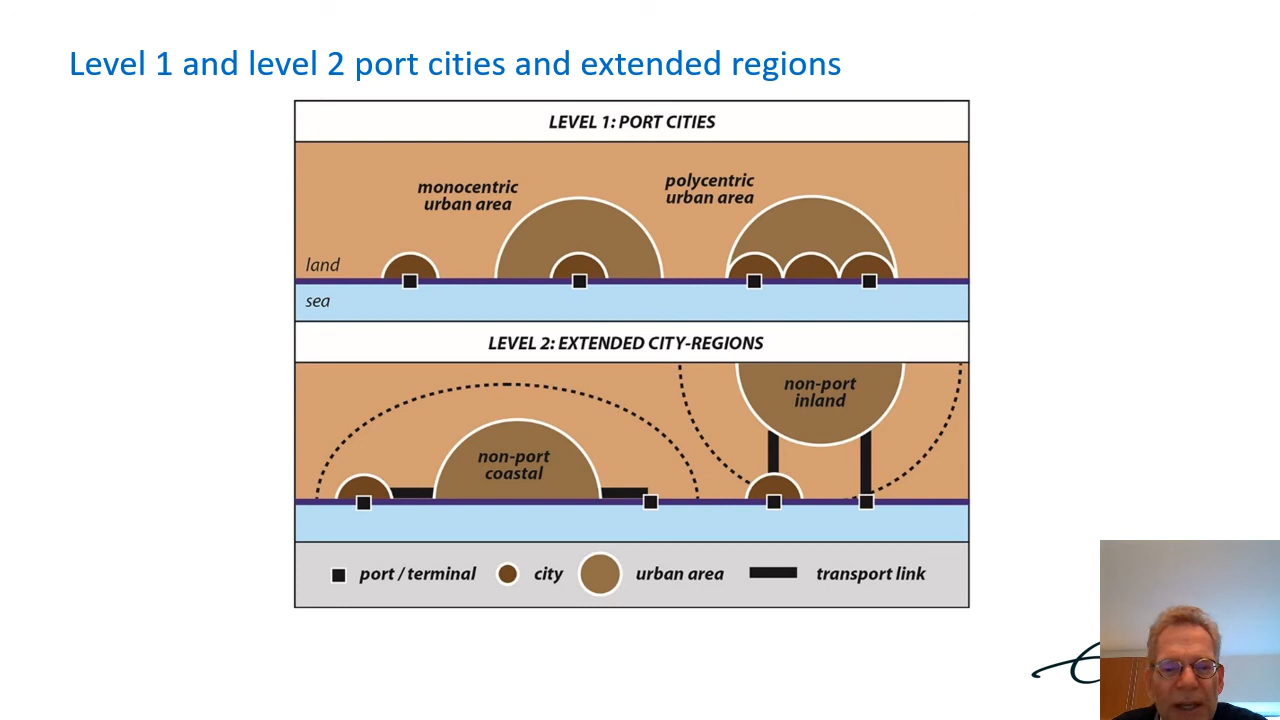 Level 1 and level 2 port cities and extended regions
LEVEL 1: PORT CITIES
monocentric
urban area
polycentric
urban area
land
sea
LEVEL 2: EXTENDED CITY-REGIONS
non-port
inland
non-port
coastal
port / terminal
city
urban area
transport link